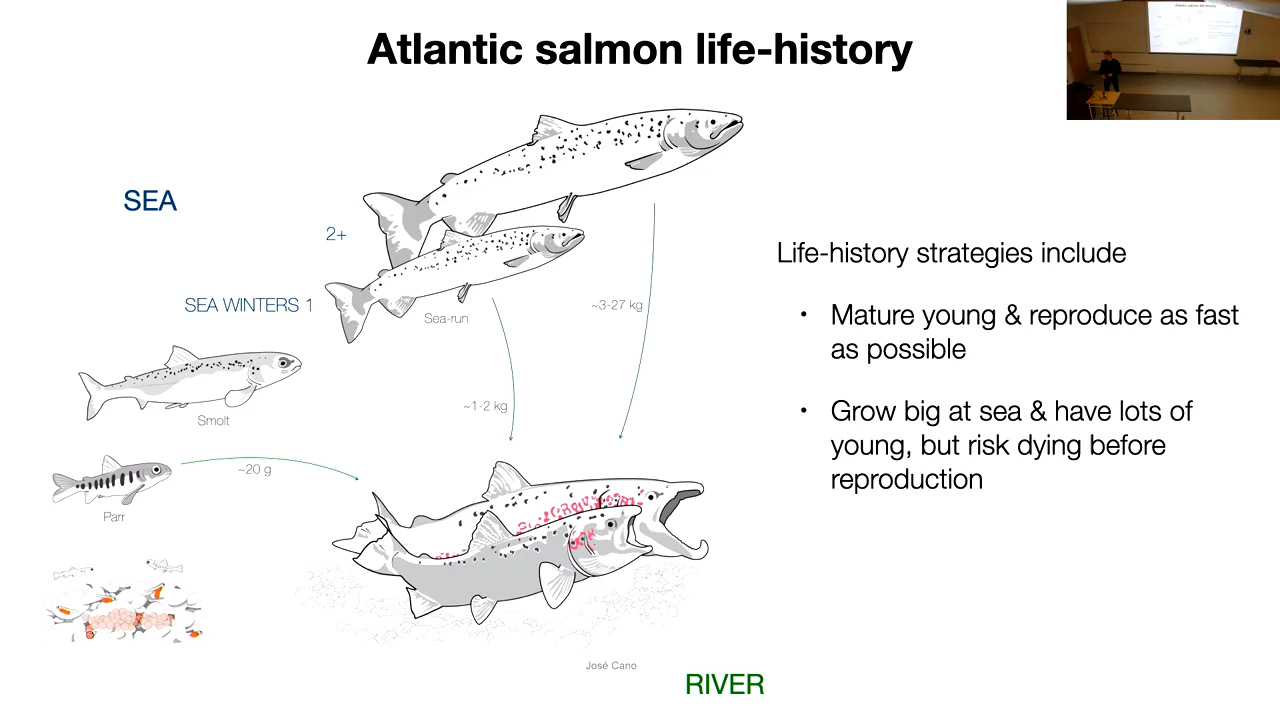 Atlantic salmon life-history
SEA
2+
SEA WINTERS 1
Sea-run
~3-27 kg
~1-2 kg
Smolt
~20 g
Parr
José Cano
RIVER
Life-history strategies include
• Mature young & reproduce as fast
as possible
• Grow big at sea & have lots of
young, but risk dying before
reproduction